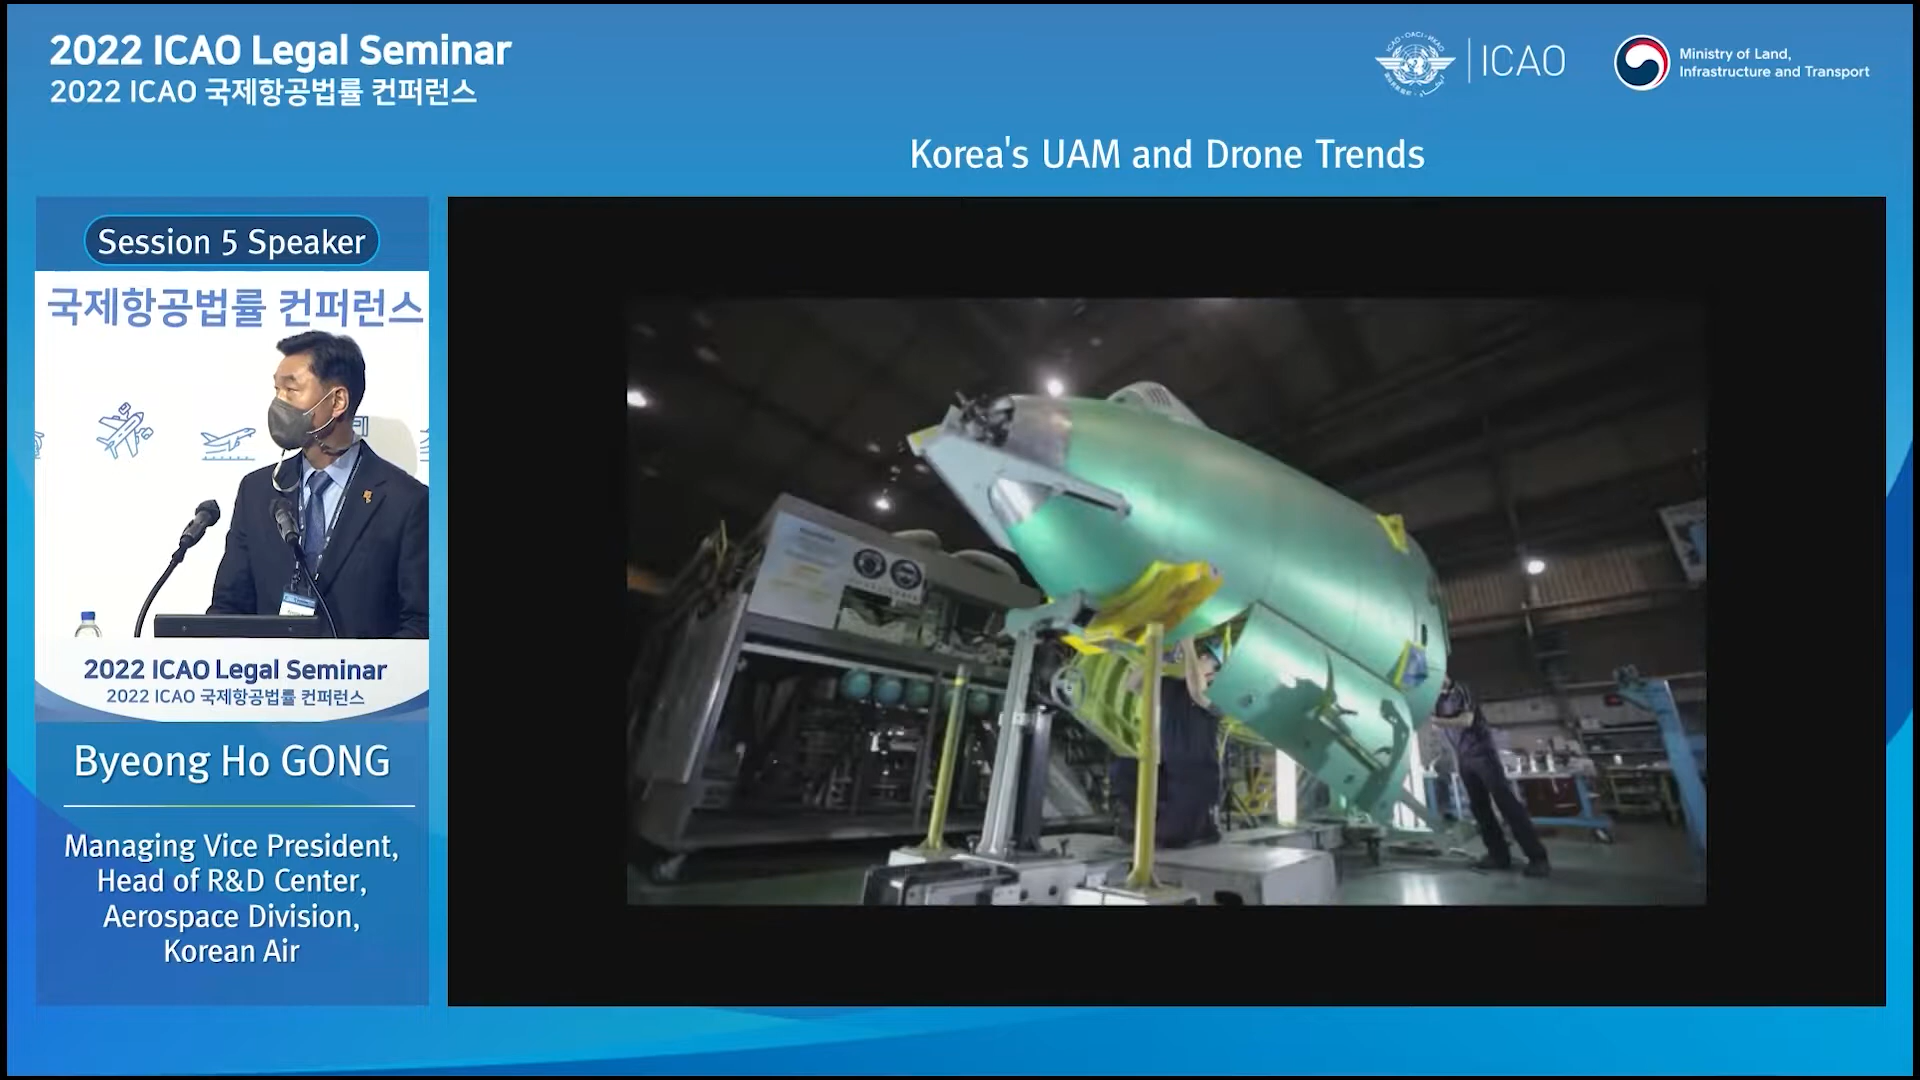 2022 ICAO Legal Seminar
2022 ICAO 국제항공법률 컨퍼런스
ICAO
Ministry of Land,
Infrastructure and Transport
Korea's UAM and Drone Trends
Session 5 Speaker
국제항공법률 컨퍼런스
2022 ICAO Legal Seminar
2022 ICAO 국제항공법률 컨퍼런스
Byeong Ho GONG
Managing Vice President,
Head of R&D Center,
Aerospace Division,
Korean Air